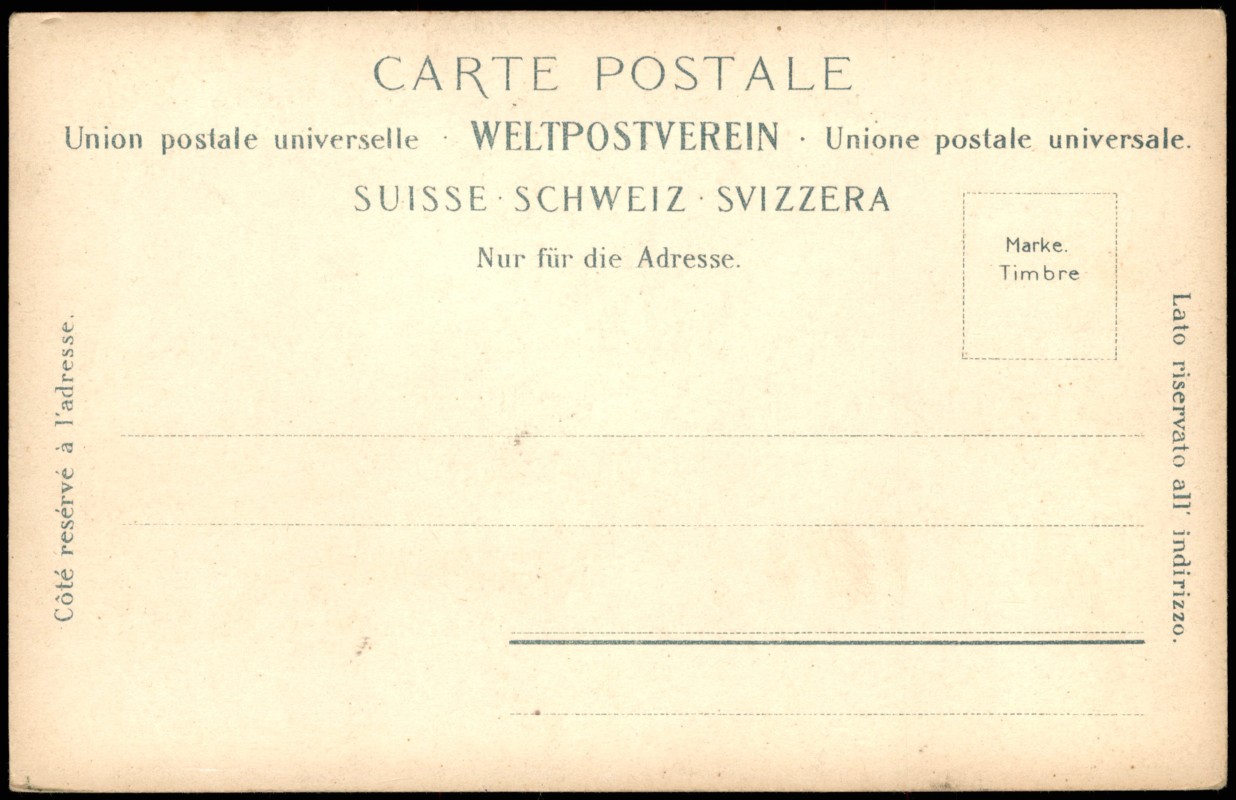 CARTE POSTALE
Union postale universelle · WELTPOSTVEREIN · Unione postale universale.
SUISSE · SCHWEIZ · SVIZZERA
Nur für die Adresse.
Marke.
Timbre
Côté resérvé à l'adresse.
Lato riservato all' indirizzo.